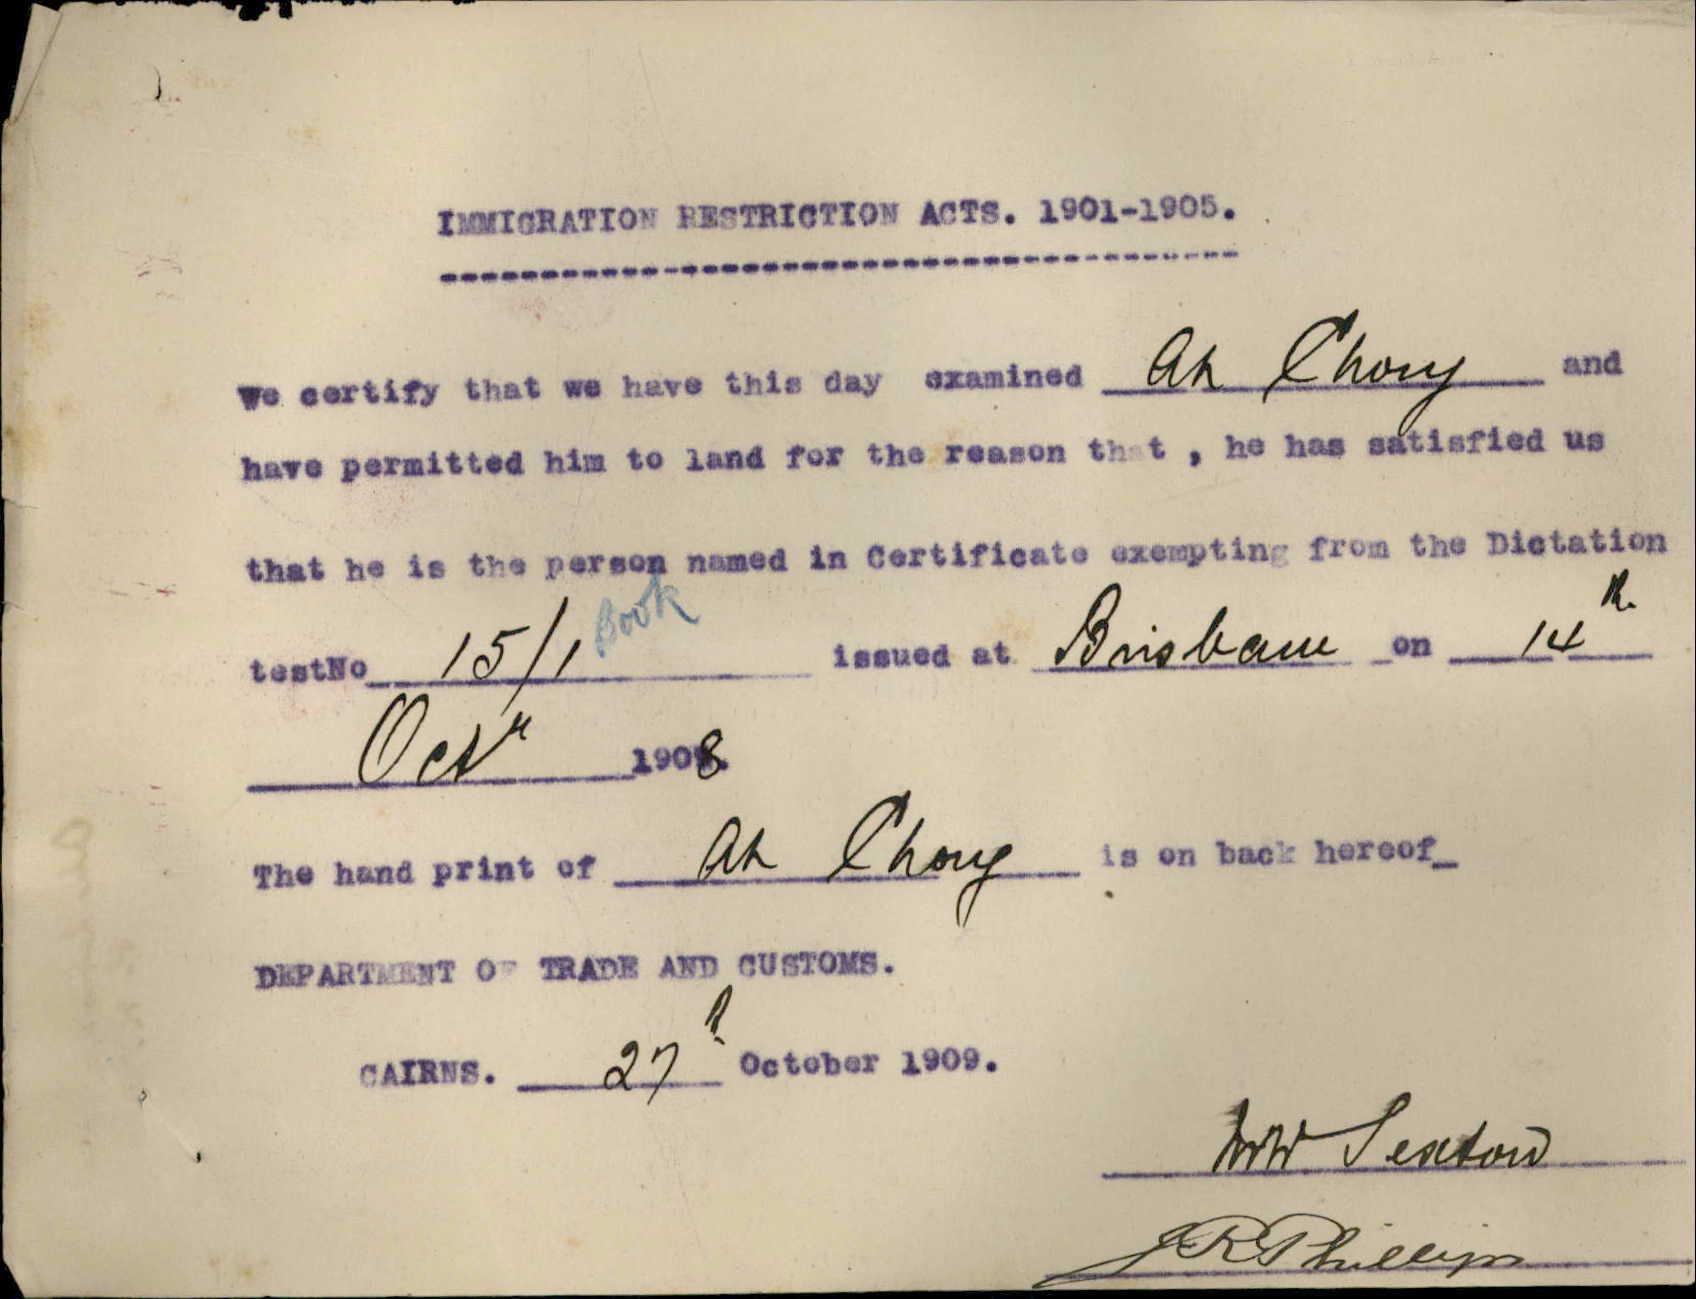 IMMIGRATION RESTRICTION ACTS. 1901-1905.
We certify that we have this day examined Ah Chong and
have permitted him to land for the reason that , he has satisfied us
that he is the person named in Certificate exempting from the Dictation
Book
testNo 15/1 issued at Brisbane on 14th
Octr 1908.
The hand print of Ah Chong is on back hereof_
DEPARTMENT OF TRADE AND CUSTOMS.
CAIRNS. 27th October 1909.
Sexton
JR Phillips